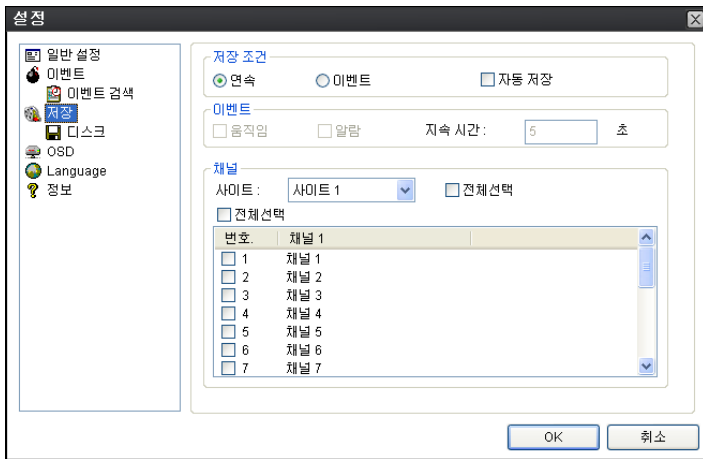 설정
일반 설정
이벤트
이벤트 검색
저장
디스크
OSD
Language
정보
저장 조건
연속 이벤트 자동 저장
이벤트
움직임 알람 지속 시간 : 5 초
채널
사이트 : 사이트 1 전체선택
전체선택
번호. 채널 1
1 채널 1
2 채널 2
3 채널 3
4 채널 4
5 채널 5
6 채널 6
7 채널 7
OK 취소